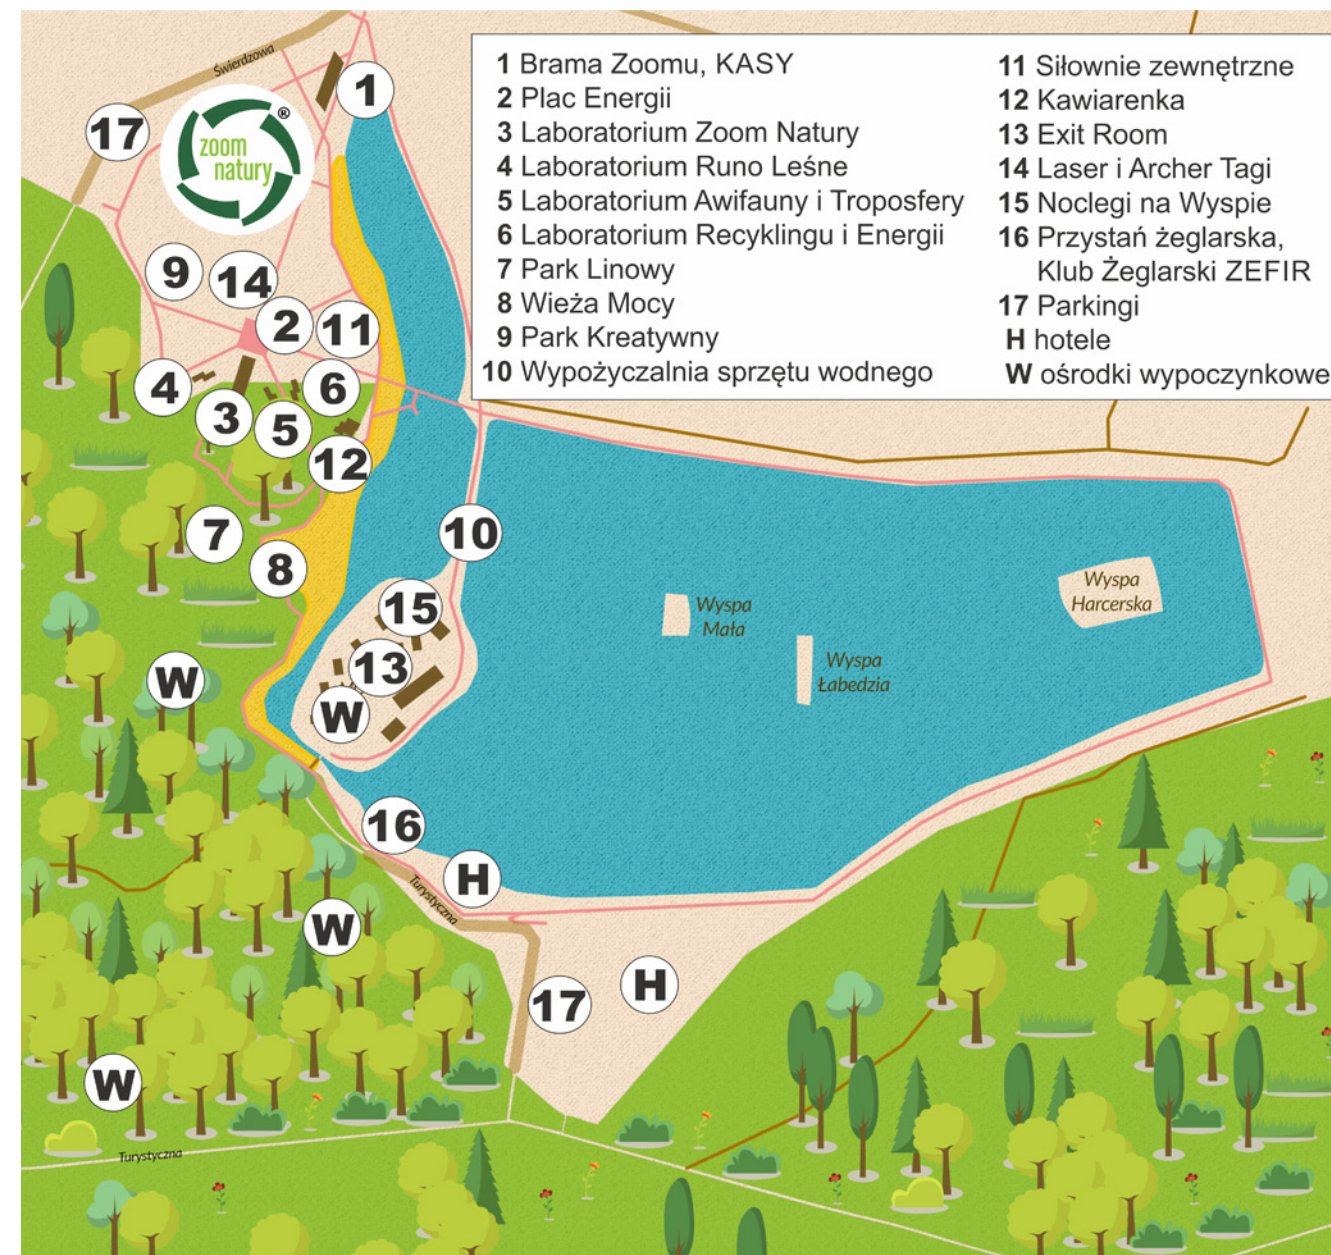 Świerdzowa
1
17
zoom
natury
®
1 Brama Zoomu, KASY
2 Plac Energii
3 Laboratorium Zoom Natury
4 Laboratorium Runo Leśne
5 Laboratorium Awifauny i Troposfery
6 Laboratorium Recyklingu i Energii
7 Park Linowy
8 Wieża Mocy
9 Park Kreatywny
10 Wypożyczalnia sprzętu wodnego
11 Siłownie zewnętrzne
12 Kawiarenka
13 Exit Room
14 Laser i Archer Tagi
15 Noclegi na Wyspie
16 Przystań żeglarska,
Klub Żeglarski ZEFIR
17 Parkingi
H hotele
W ośrodki wypoczynkowe
9
14
2
11
4
3
5
6
12
7
8
10
15
13
W
W
Wyspa
Mała
Wyspa
Łabedzia
Wyspa
Harcerska
16
H
Turystyczna
W
17
H
W
Turystyczna